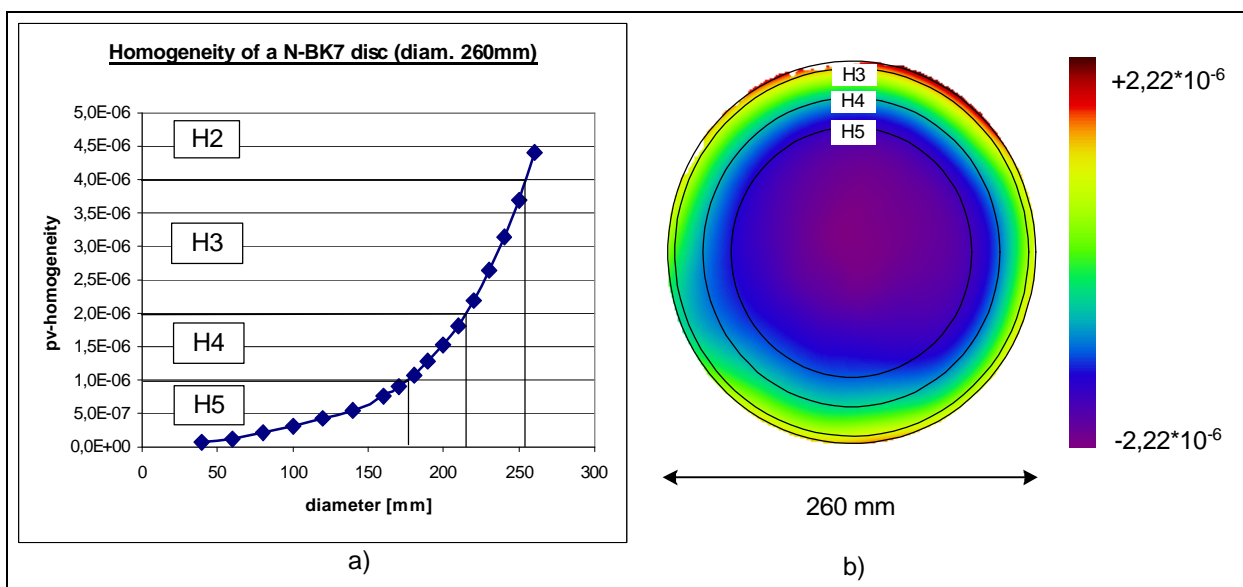 Homogeneity of a N-BK7 disc (diam. 260mm)
5,0E-06
4,5E-06
4,0E-06
3,5E-06
3,0E-06
2,5E-06
2,0E-06
1,5E-06
1,0E-06
5,0E-07
0,0E+00
pv-homogeneity
H2
H3
H4
H5
0 50 100 150 200 250 300
diameter [mm]
a)
H3
H4
H5
260 mm
b)
+2,22*10⁻⁶
-2,22*10⁻⁶